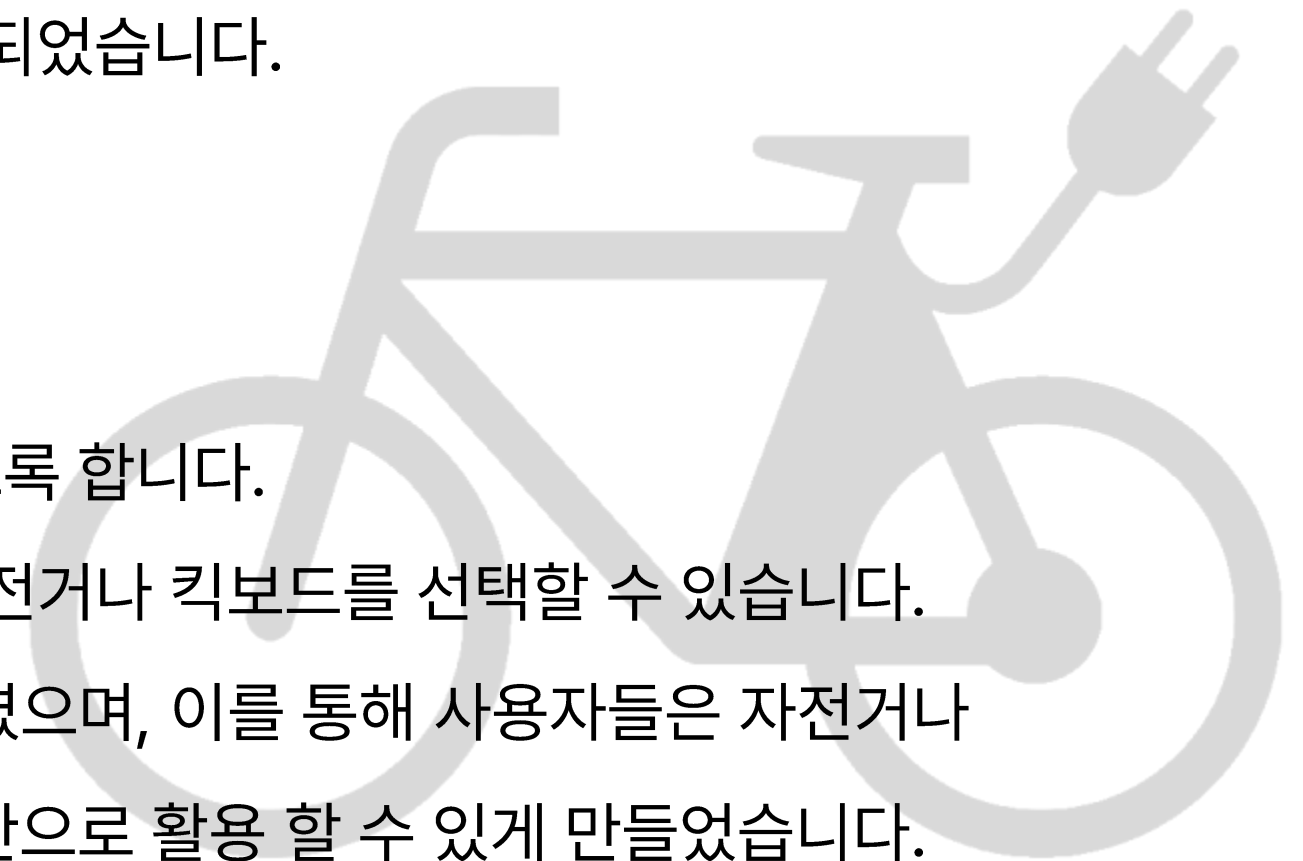 되었습니다.
록 합니다.
전거나 킥보드를 선택할 수 있습니다.
였으며, 이를 통해 사용자들은 자전거나
으로 활용 할 수 있게 만들었습니다.